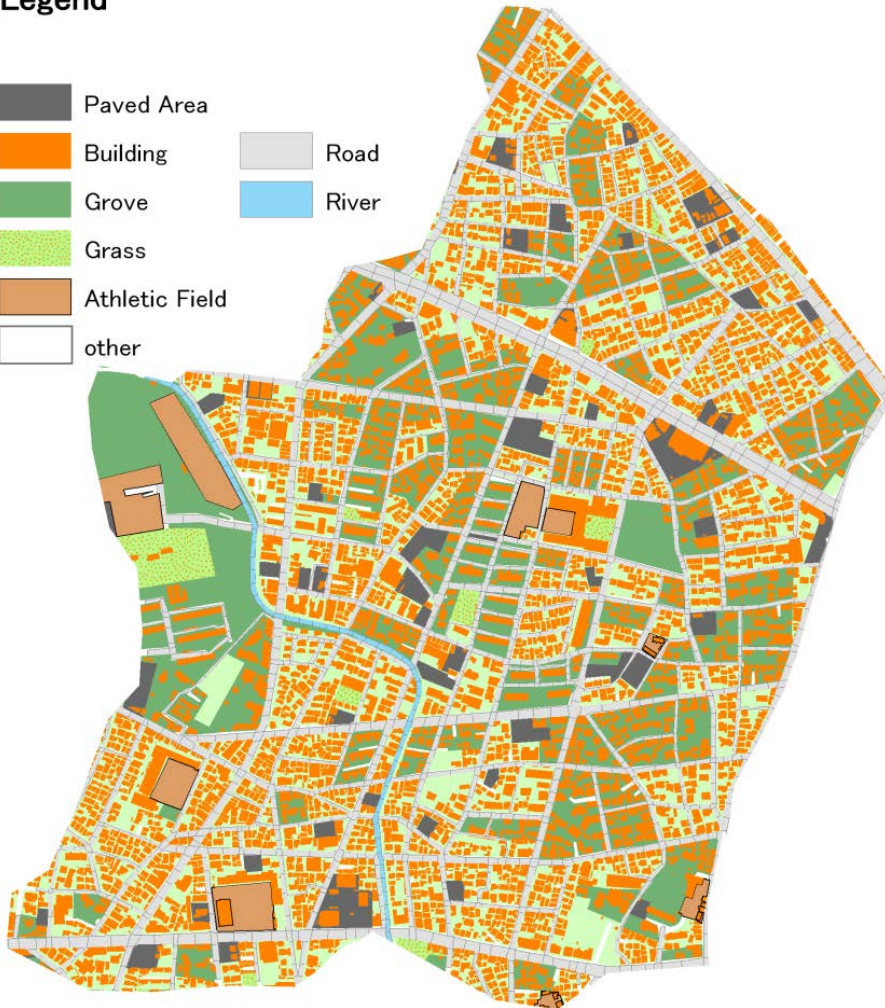 Legend
Paved Area
Building
Road
Grove
River
Grass
Athletic Field
other